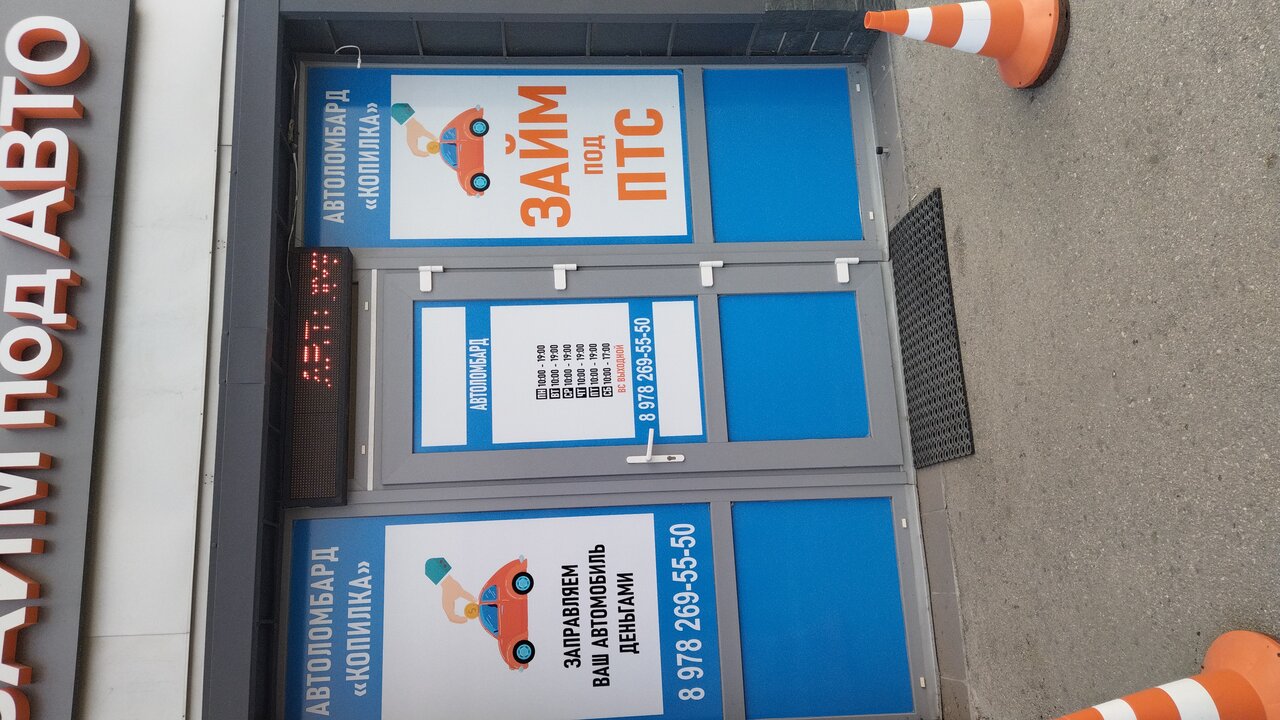 ЗАЙМ ПОД АВТО
АВТОЛОМБАРД
«КОПИЛКА»
ЗАПРАВЛЯЕМ
ВАШ АВТОМОБИЛЬ
ДЕНЬГАМИ
8 978 269-55-50
АВТОЛОМБАРД
ПН 10:00 - 19:00
ВТ 10:00 - 19:00
СР 10:00 - 19:00
ЧТ 10:00 - 19:00
ПТ 10:00 - 19:00
СБ 10:00 - 17:00
ВС ВЫХОДНОЙ
8 978 269-55-50
АВТОЛОМБАРД
«КОПИЛКА»
ЗАЙМ
ПОД
ПТС